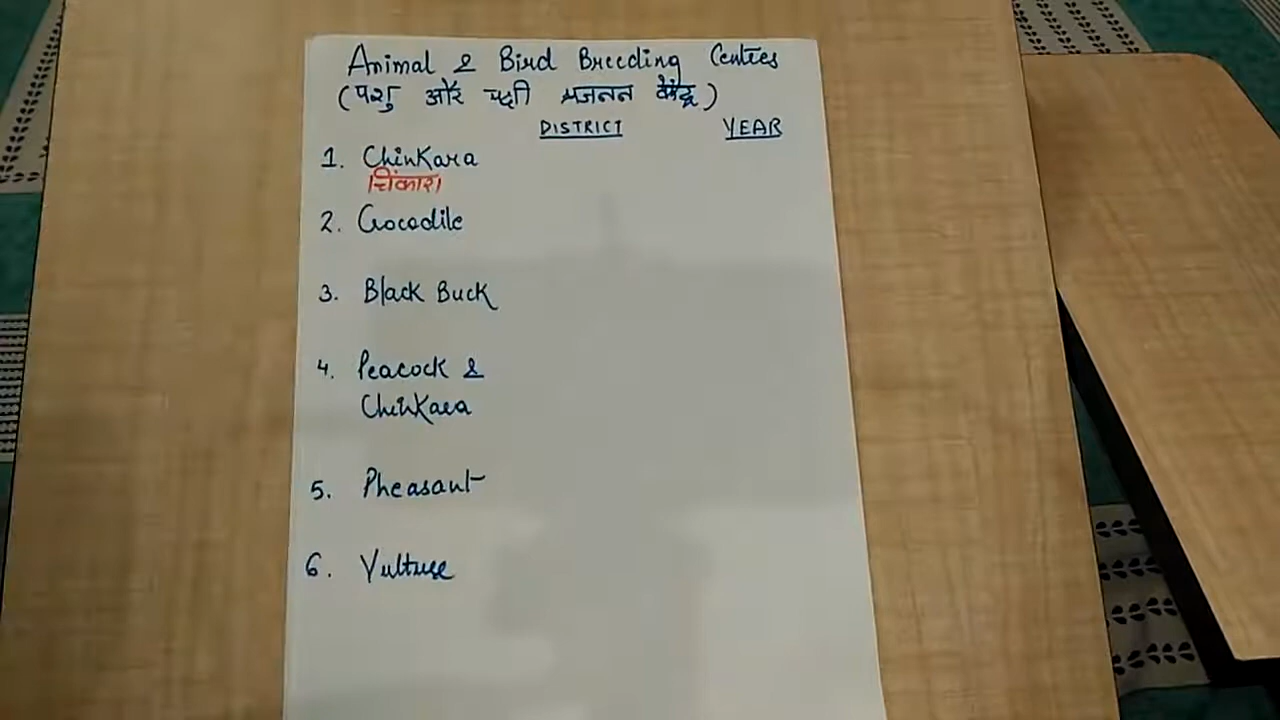 Animal & Bird Breeding Centres
(पशु और पक्षी प्रजनन केंद्र)
DISTRICT YEAR
1. Chinkara
चिंकारा
2. Crocodile
3. Black Buck
4. Peacock &
Chinkara
5. Pheasant
6. Vulture